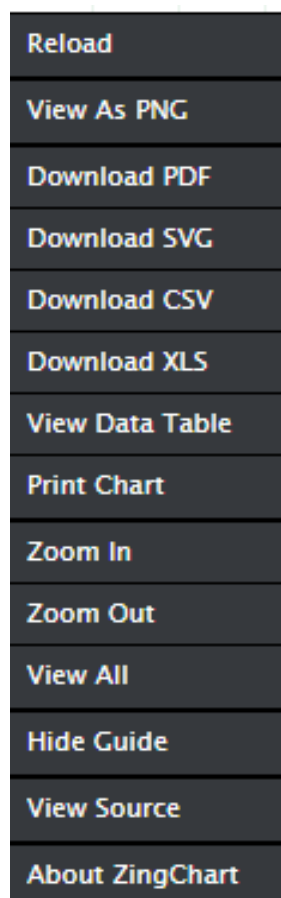 Reload
View As PNG
Download PDF
Download SVG
Download CSV
Download XLS
View Data Table
Print Chart
Zoom In
Zoom Out
View All
Hide Guide
View Source
About ZingChart